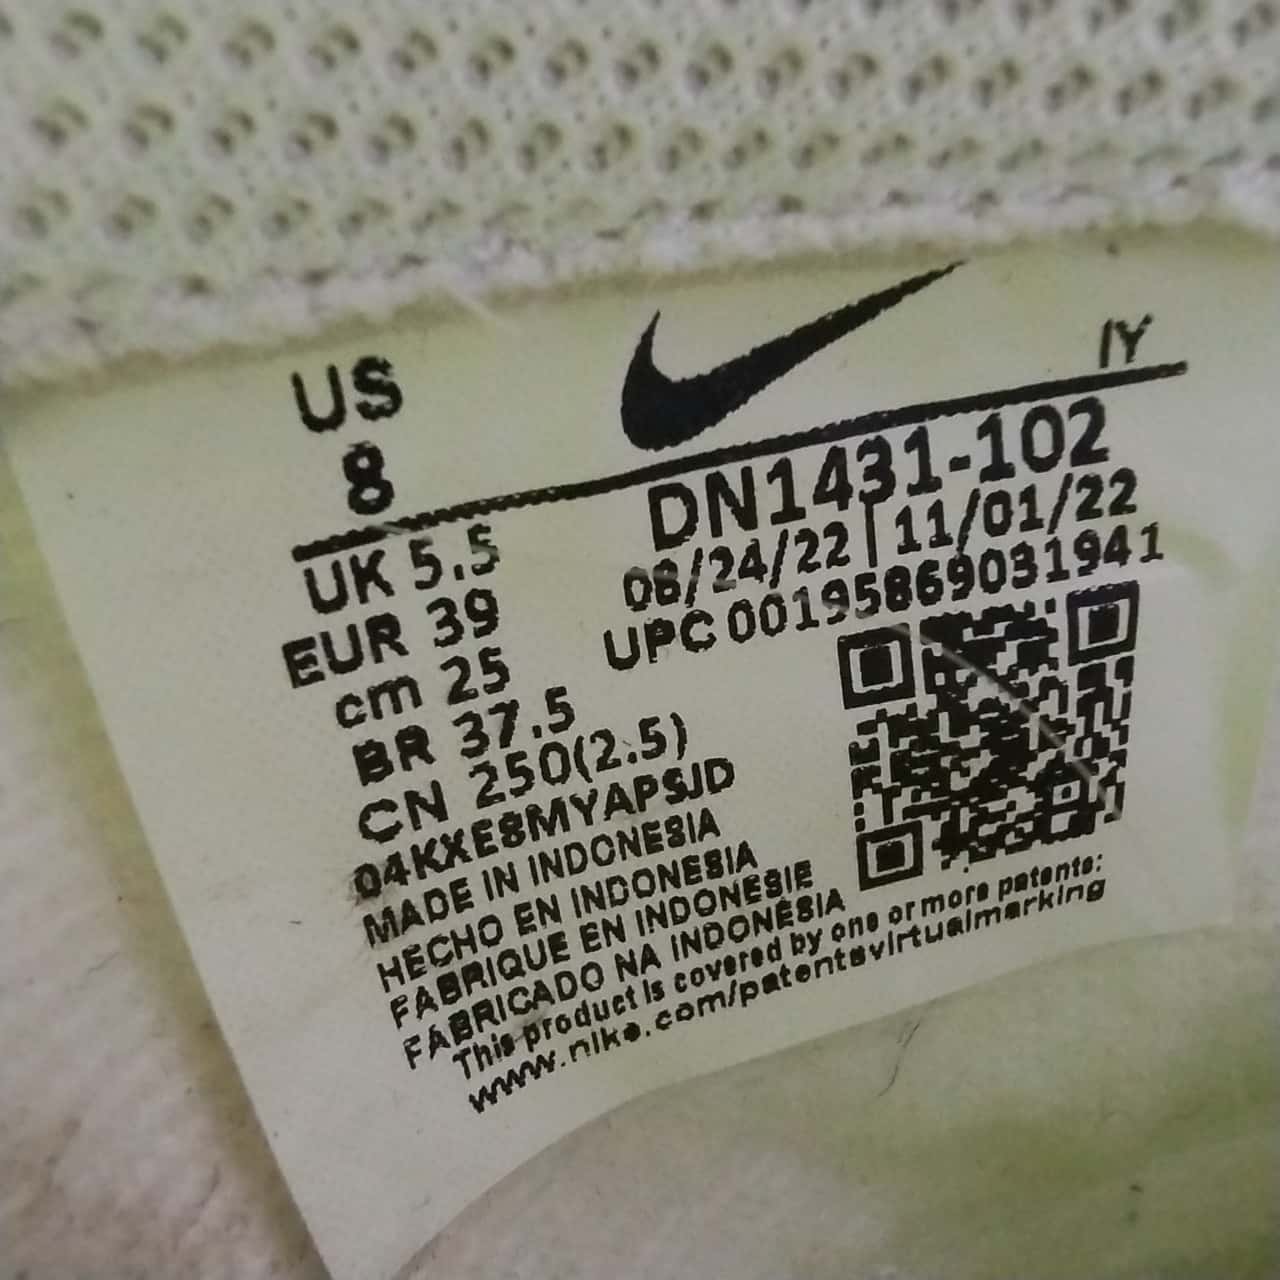 US
8
IY
DN1431-102
08/24/22 | 11/01/22
UPC 00195869031941
UK 5.5
EUR 39
cm 25
BR 37.5
CN 250(2.5)
04KXE8MYAPSJD
MADE IN INDONESIA
HECHO EN INDONESIA
FABRIQUE EN INDONESIE
FABRICADO NA INDONÉSIA
This product is covered by one or more patents:
www.nike.com/patentsvirtualmarking